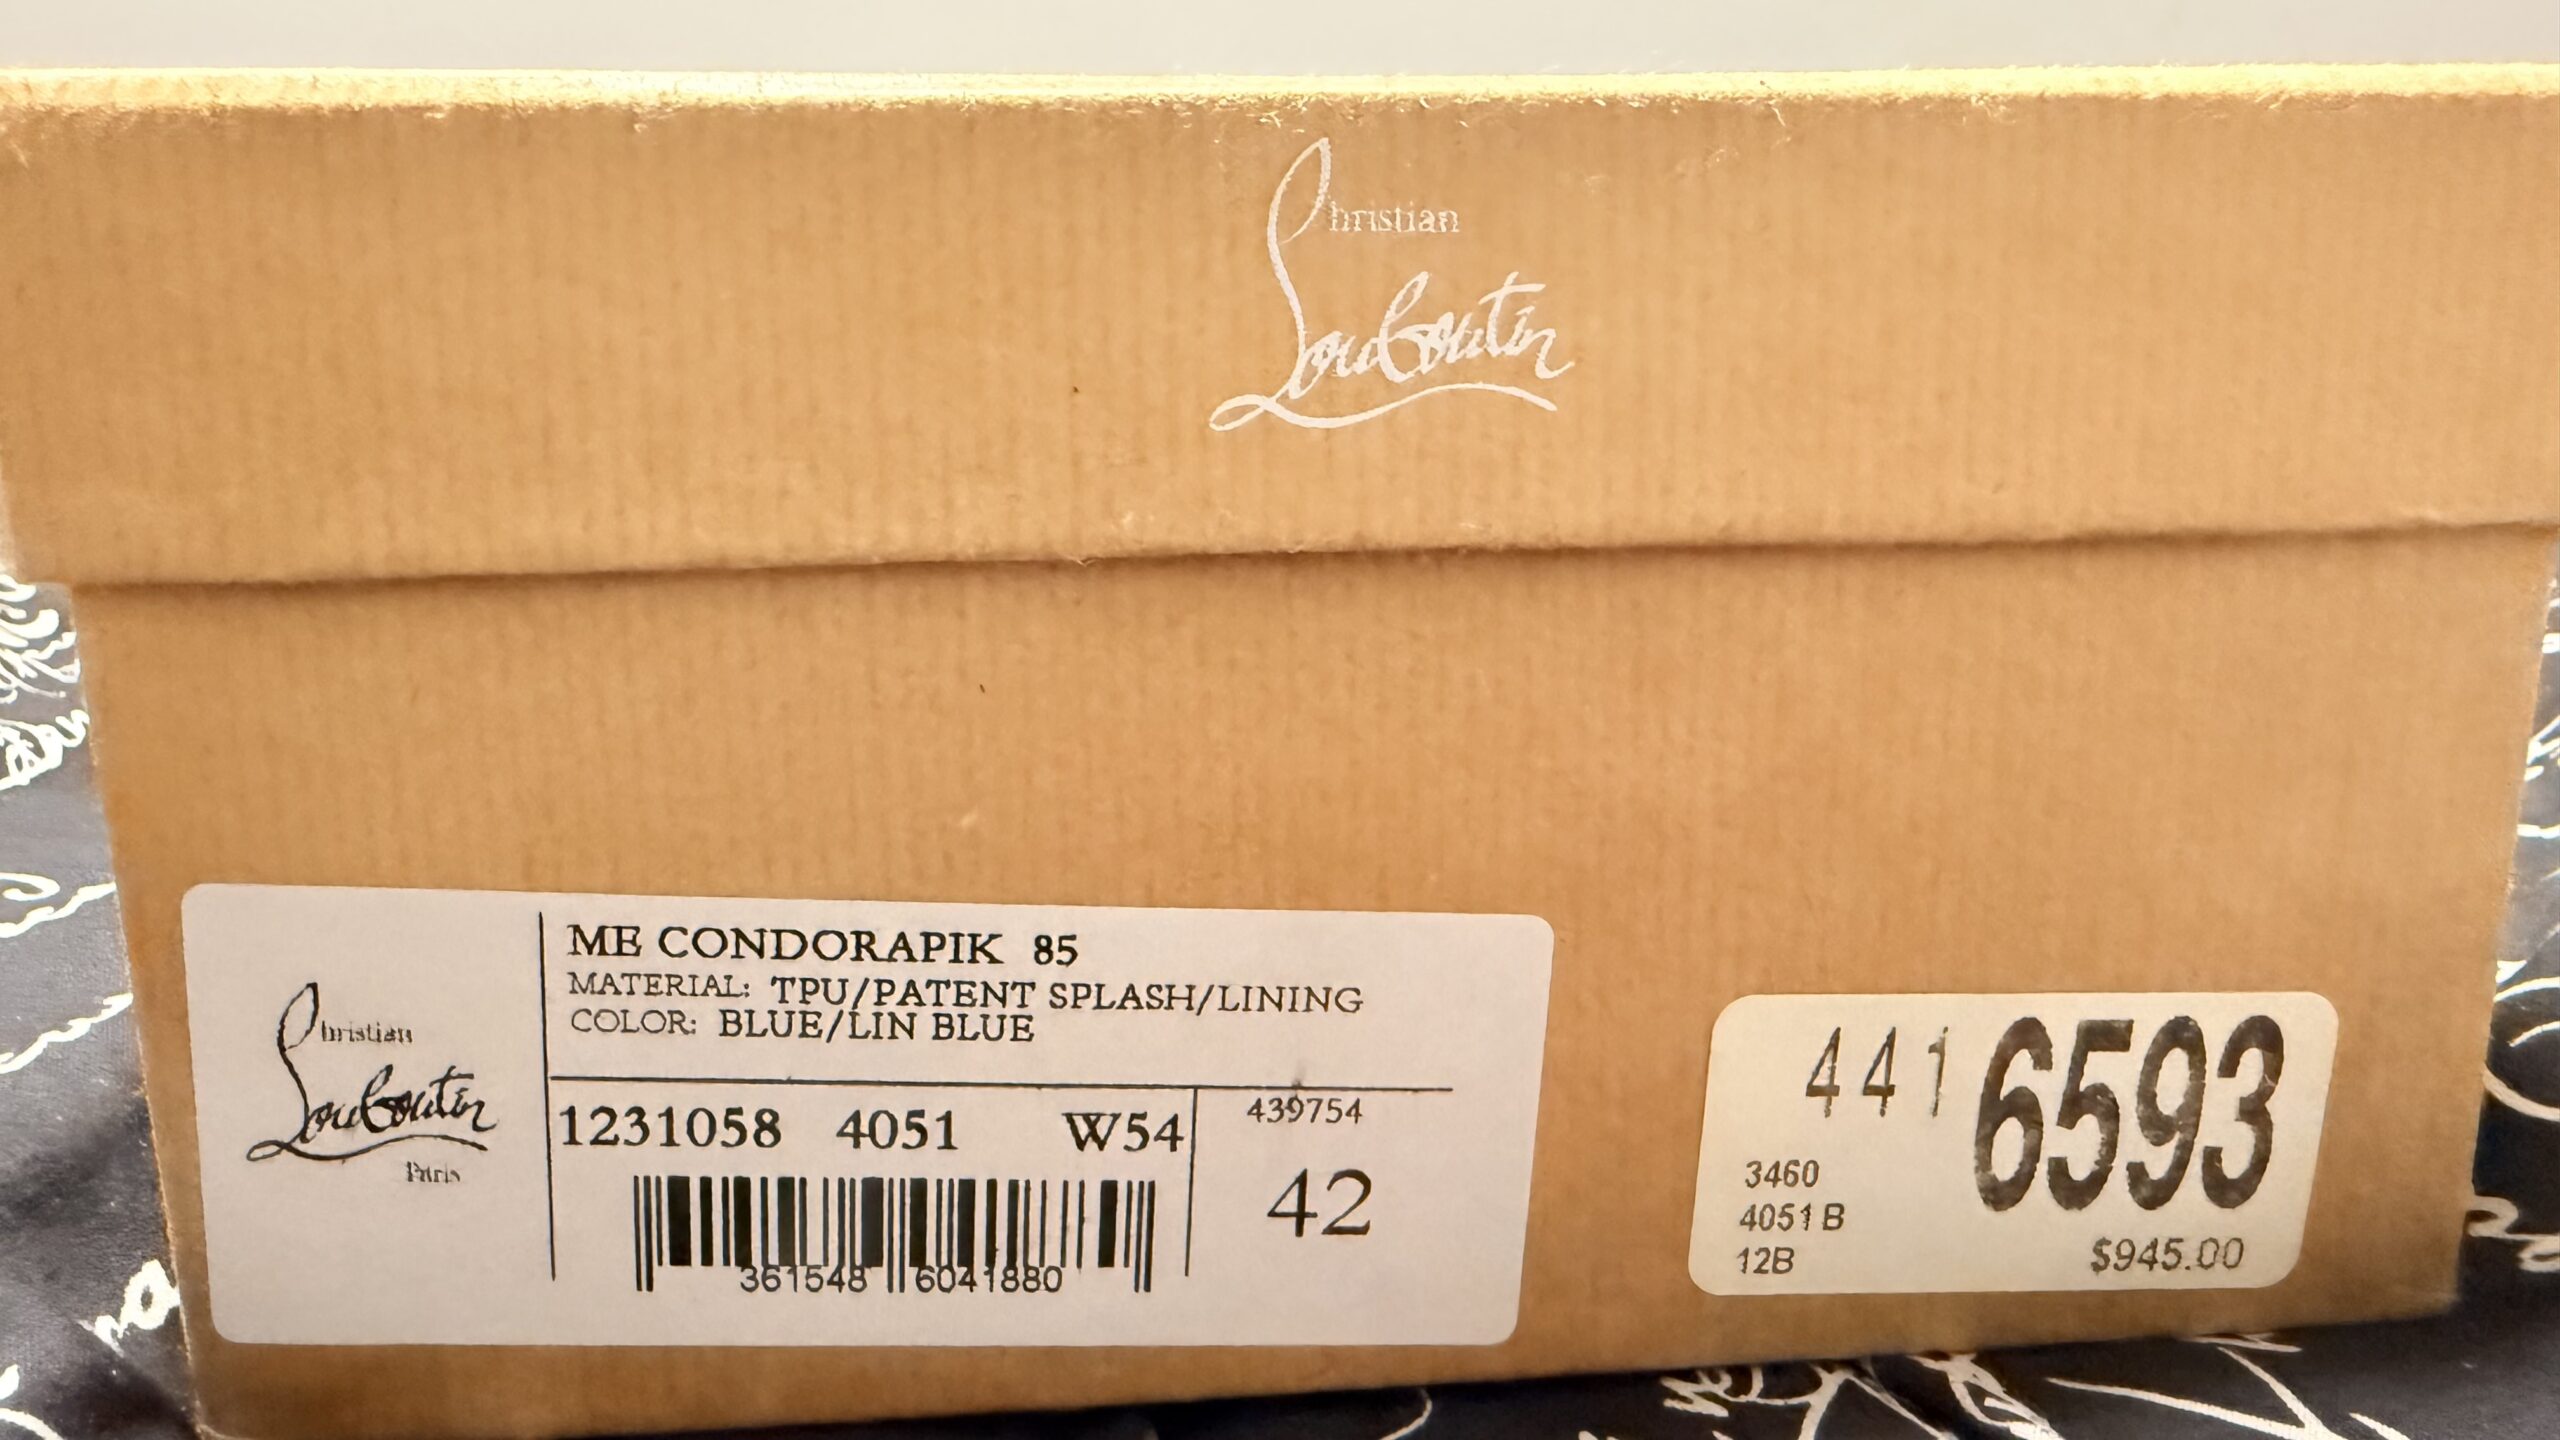 Christian
Louboutin
Christian
Louboutin
Paris
ME CONDORAPIK 85
MATERIAL: TPU/PATENT SPLASH/LINING
COLOR: BLUE/LIN BLUE
1231058 4051 W54
439754
42
361548 6041880
441 6593
3460
4051 B
12B
$945.00